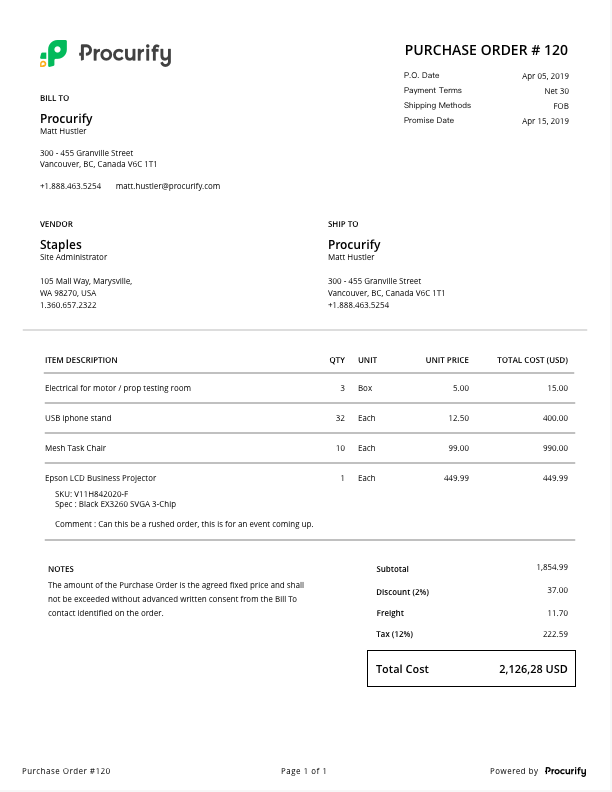 Procurify
PURCHASE ORDER # 120
P.O. Date Apr 05, 2019
Payment Terms Net 30
Shipping Methods FOB
Promise Date Apr 15, 2019
BILL TO
Procurify
Matt Hustler
300 - 455 Granville Street
Vancouver, BC, Canada V6C 1T1
+1.888.463.5254 matt.hustler@procurify.com
VENDOR
Staples
Site Administrator
105 Mall Way, Marysville,
WA 98270, USA
1.360.657.2322
SHIP TO
Procurify
Matt Hustler
300 - 455 Granville Street
Vancouver, BC, Canada V6C 1T1
+1.888.463.5254
ITEM DESCRIPTION QTY UNIT UNIT PRICE TOTAL COST (USD)
Electrical for motor / prop testing room 3 Box 5.00 15.00
USB iphone stand 32 Each 12.50 400.00
Mesh Task Chair 10 Each 99.00 990.00
Epson LCD Business Projector 1 Each 449.99 449.99
SKU: V11H842020-F
Spec : Black EX3260 SVGA 3-Chip
Comment : Can this be a rushed order, this is for an event coming up.
NOTES
The amount of the Purchase Order is the agreed fixed price and shall
not be exceeded without advanced written consent from the Bill To
contact identified on the order.
Subtotal 1,854.99
Discount (2%) 37.00
Freight 11.70
Tax (12%) 222.59
Total Cost 2,126,28 USD
Purchase Order #120 Page 1 of 1 Powered by Procurify